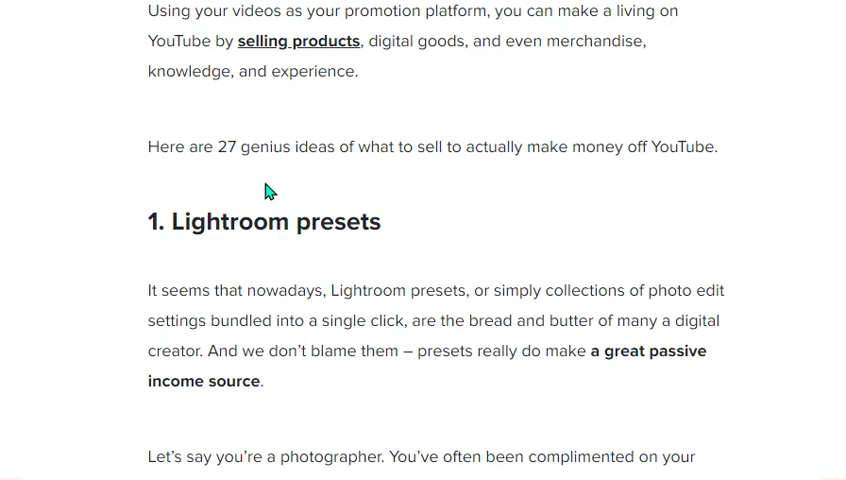 Using your videos as your promotion platform, you can make a living on
YouTube by selling products, digital goods, and even merchandise,
knowledge, and experience.
Here are 27 genius ideas of what to sell to actually make money off YouTube.
1. Lightroom presets
It seems that nowadays, Lightroom presets, or simply collections of photo edit
settings bundled into a single click, are the bread and butter of many a digital
creator. And we don’t blame them – presets really do make a great passive
income source.
Let’s say you’re a photographer. You’ve often been complimented on your